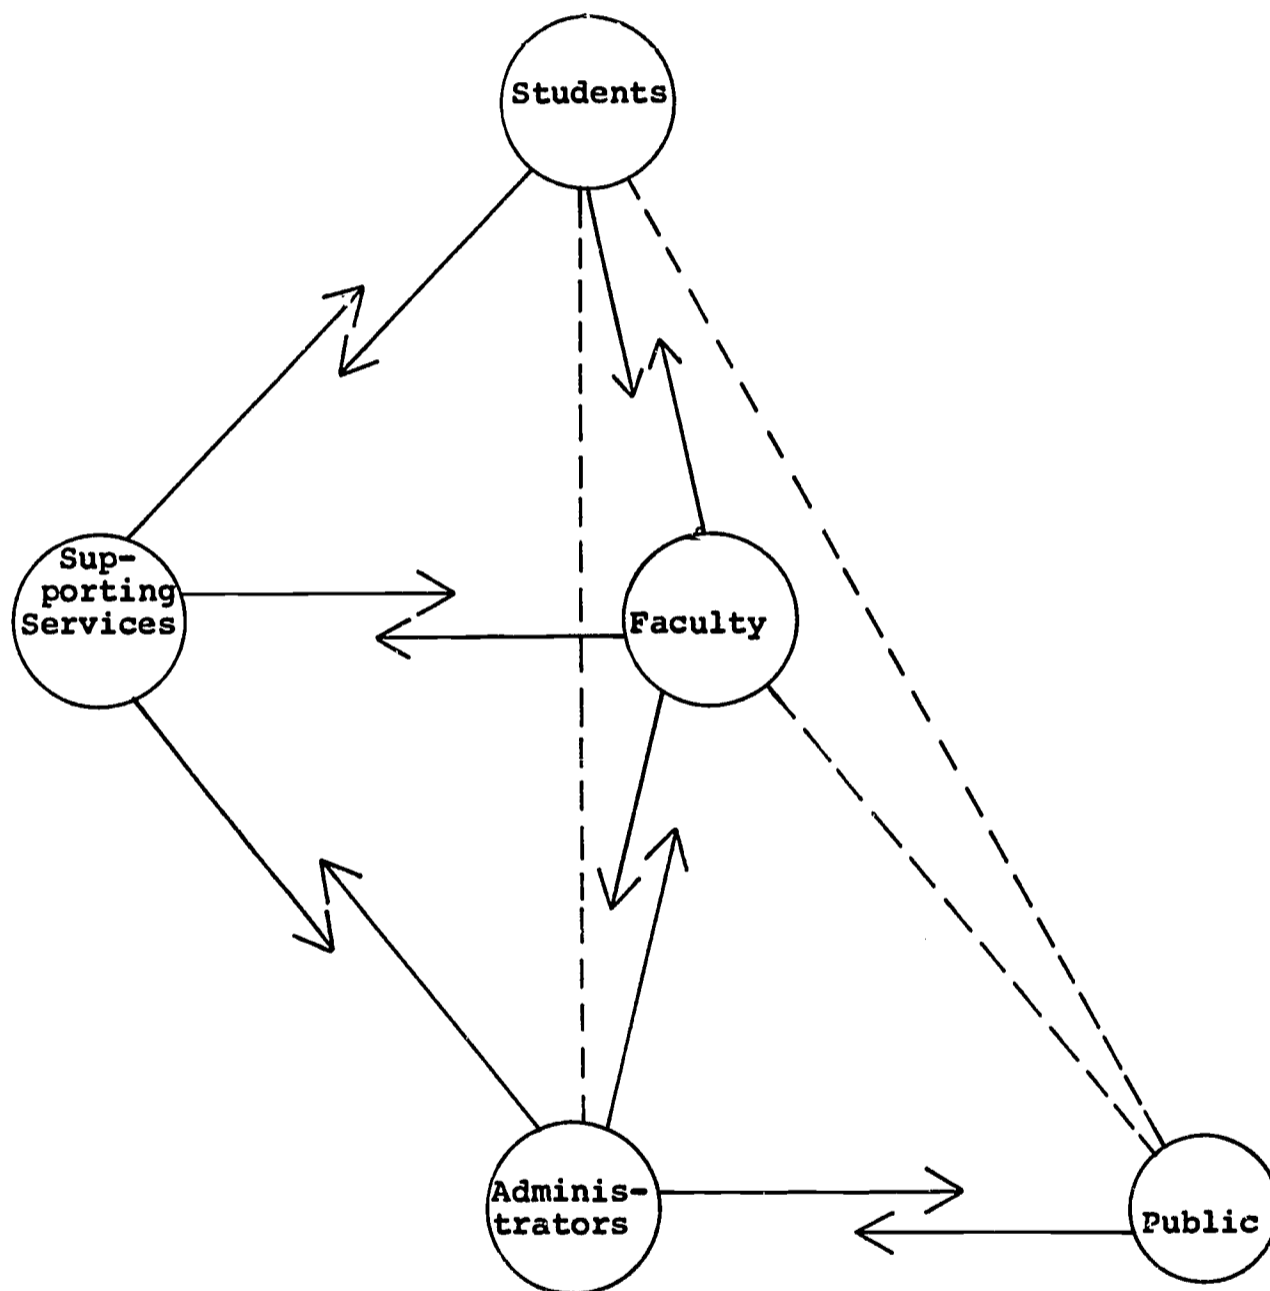 Students
Sup-
porting
Services
Faculty
Adminis-
trators
Public